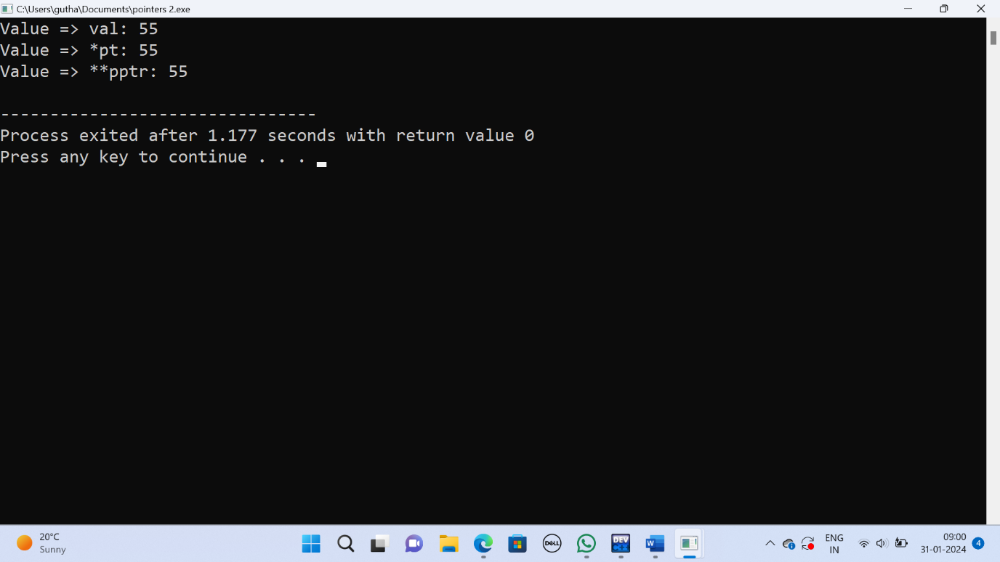 C:\Users\gutha\Documents\pointers 2.exe
Value => val: 55
Value => *pt: 55
Value => **pptr: 55
--------------------------------
Process exited after 1.177 seconds with return value 0
Press any key to continue . . .
20°C
Sunny
DELL
DEV
W
ENG
IN
09:00
31-01-2024
4